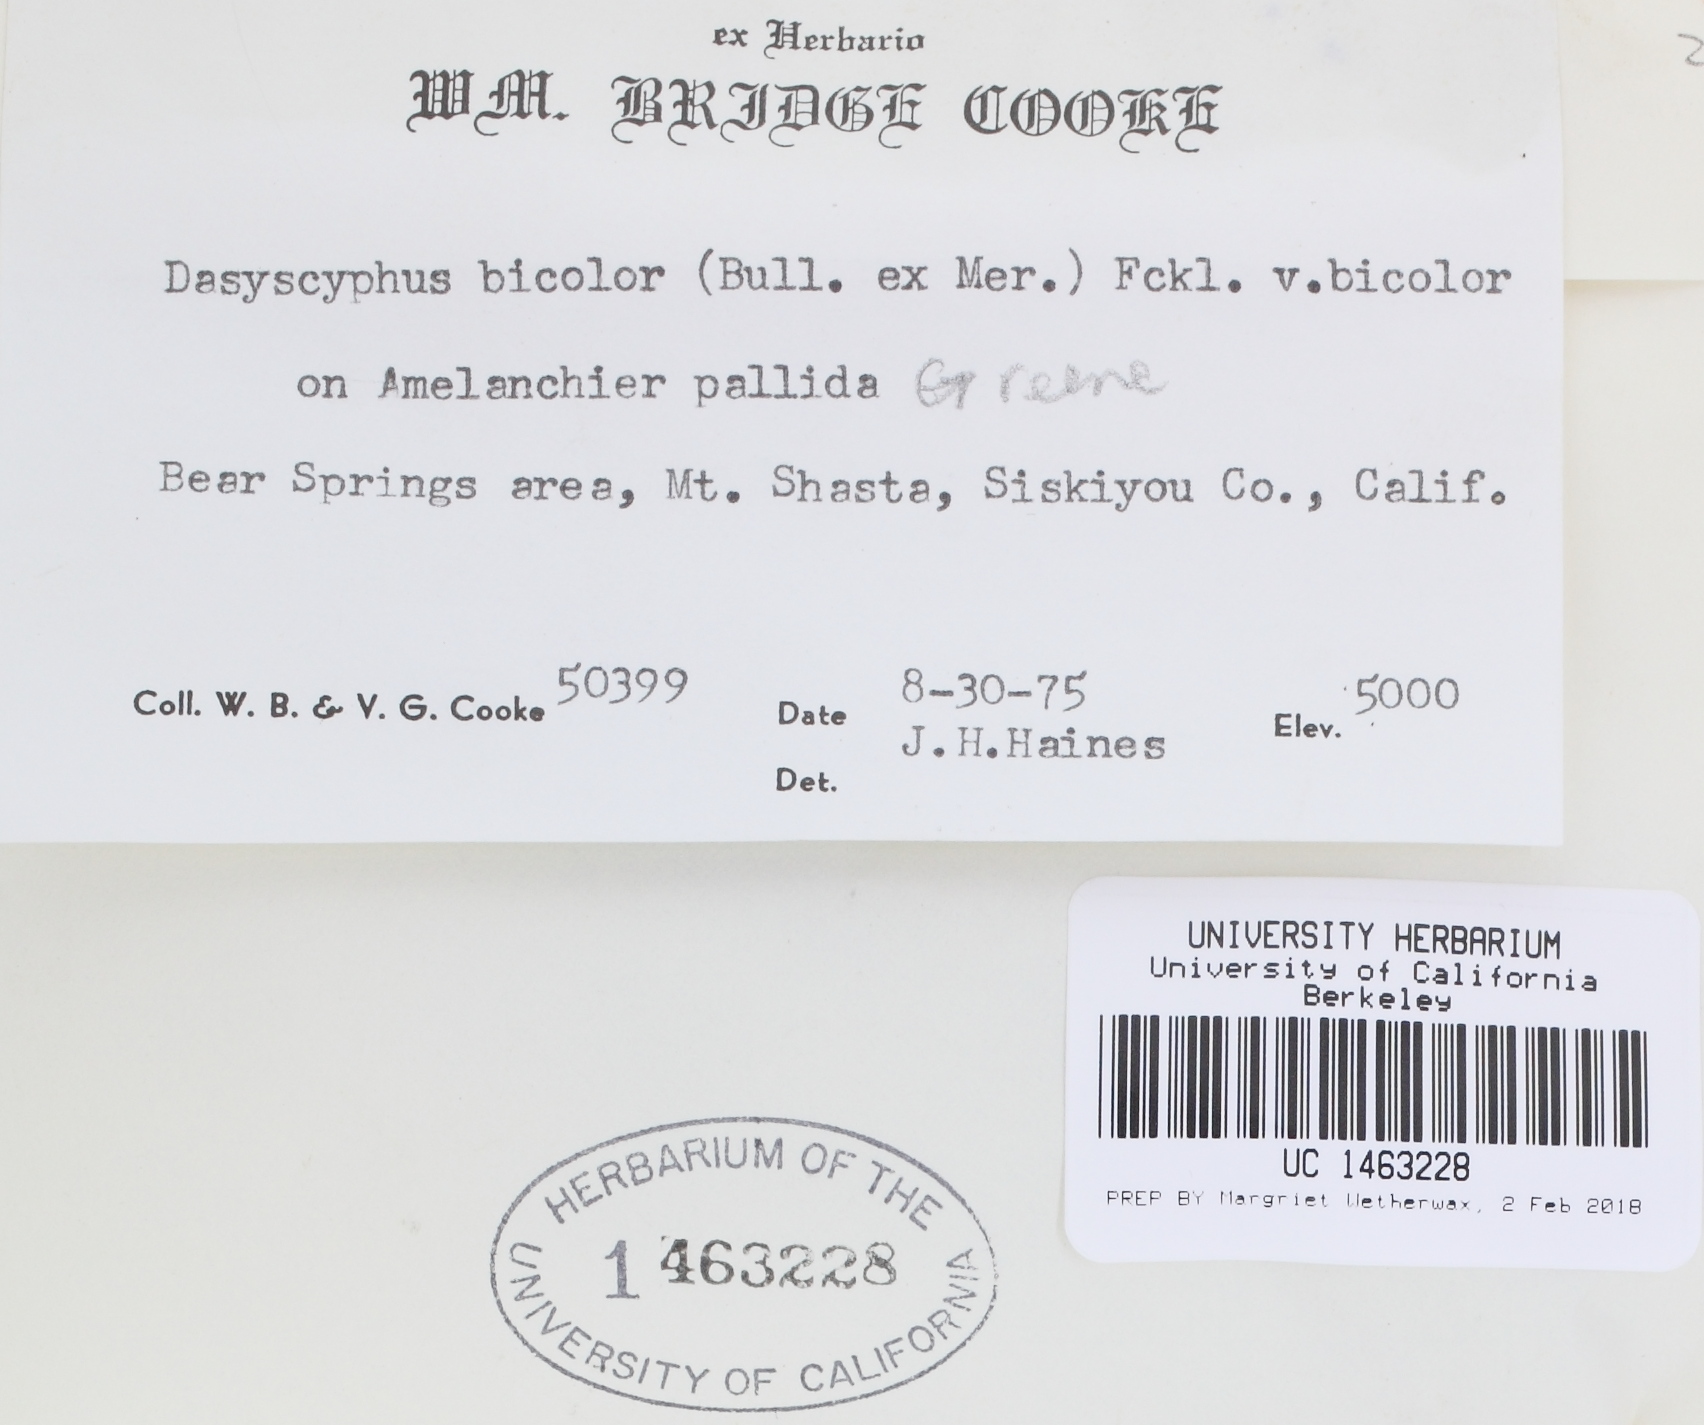 ex Herbario
WM. BRIDGE COOKE
Dasyscyphus bicolor (Bull. ex Mer.) Fckl. v.bicolor
on Amelanchier pallida Greene
Bear Springs area, Mt. Shasta, Siskiyou Co., Calif.
Coll. W. B. & V. G. Cooke 50399 Date 8-30-75 Elev. 5000
Det. J.H.Haines
UNIVERSITY HERBARIUM
University of California
Berkeley
UC 1463228
PREP BY Margriet Wetherwax, 2 Feb 2018
HERBARIUM OF THE
1463228
UNIVERSITY OF CALIFORNIA